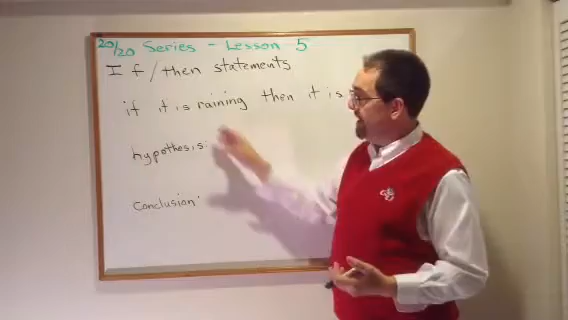 20/20 Series - Lesson 5
If/then statements
if it is raining then it is
hypothesis:
Conclusion: